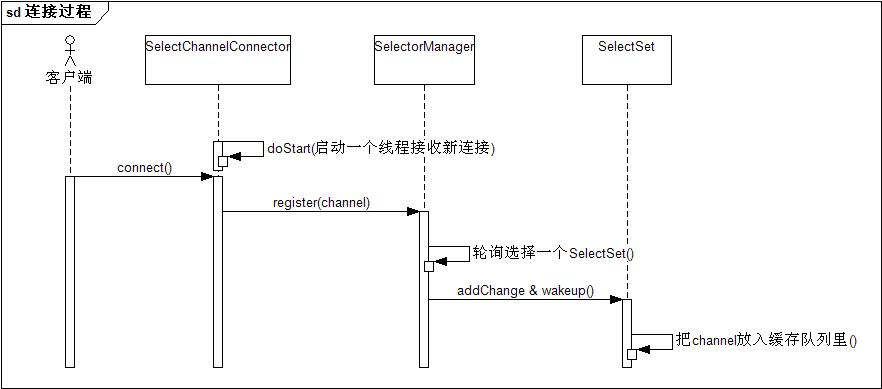 sd 连接过程
客户端
SelectChannelConnector
SelectorManager
SelectSet
doStart(启动一个线程接收新连接)
connect()
register(channel)
轮询选择一个SelectSet()
addChange & wakeup()
把channel放入缓存队列里()